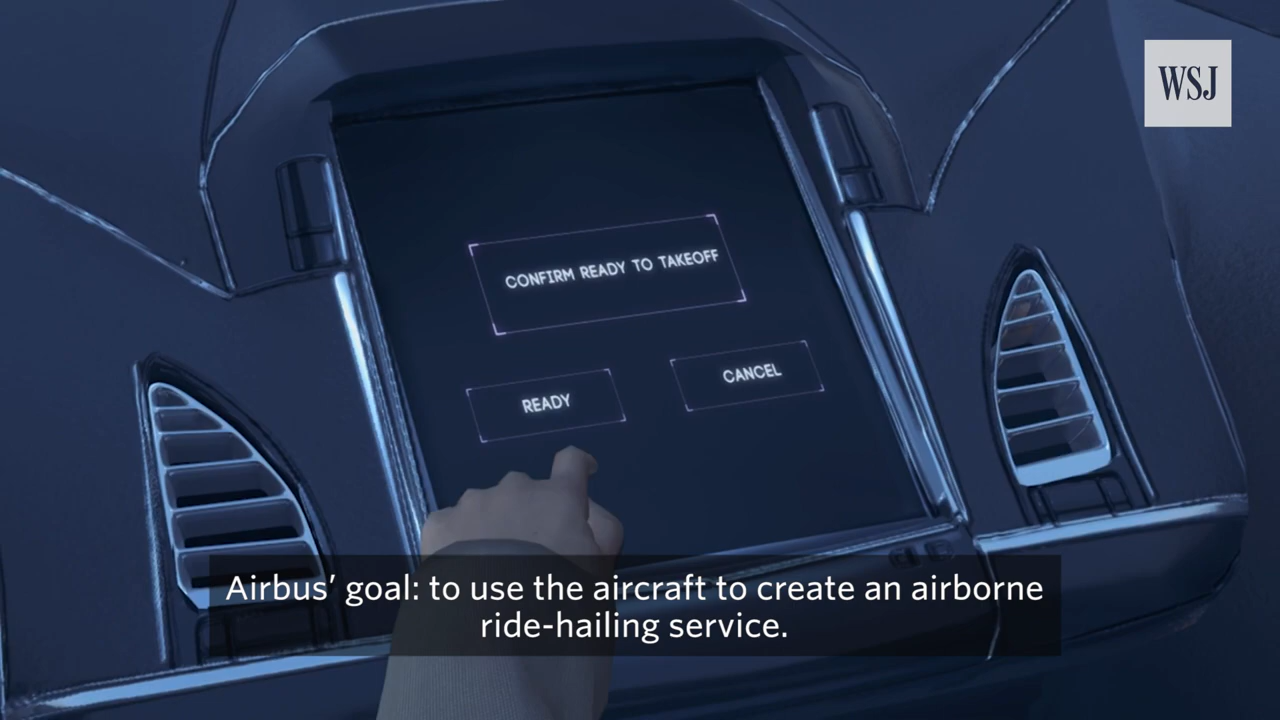 WSJ
CONFIRM READY TO TAKEOFF
READY
CANCEL
Airbus’ goal: to use the aircraft to create an airborne
ride-hailing service.